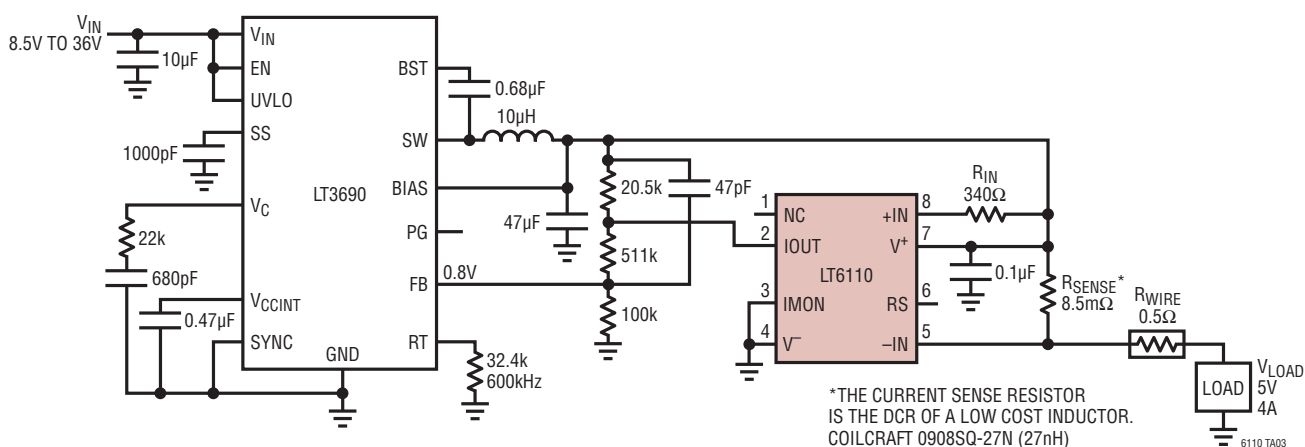 VIN
8.5V TO 36V
10µF
VIN
EN
UVLO
SS
1000pF
VC
22k
680pF
VCCINT
0.47µF
SYNC
GND
LT3690
BST
0.68µF
SW
10µH
BIAS
47µF
PG
FB
0.8V
RT
32.4k
600kHz
20.5k
47pF
511k
100k
1
NC
2
IOUT
3
IMON
4
V–
LT6110
8
+IN
7
V+
6
RS
5
–IN
RIN
340Ω
0.1µF
RSENSE*
8.5mΩ
RWIRE
0.5Ω
LOAD
VLOAD
5V
4A
*THE CURRENT SENSE RESISTOR
IS THE DCR OF A LOW COST INDUCTOR.
COILCRAFT 0908SQ-27N (27nH)
6110 TA03